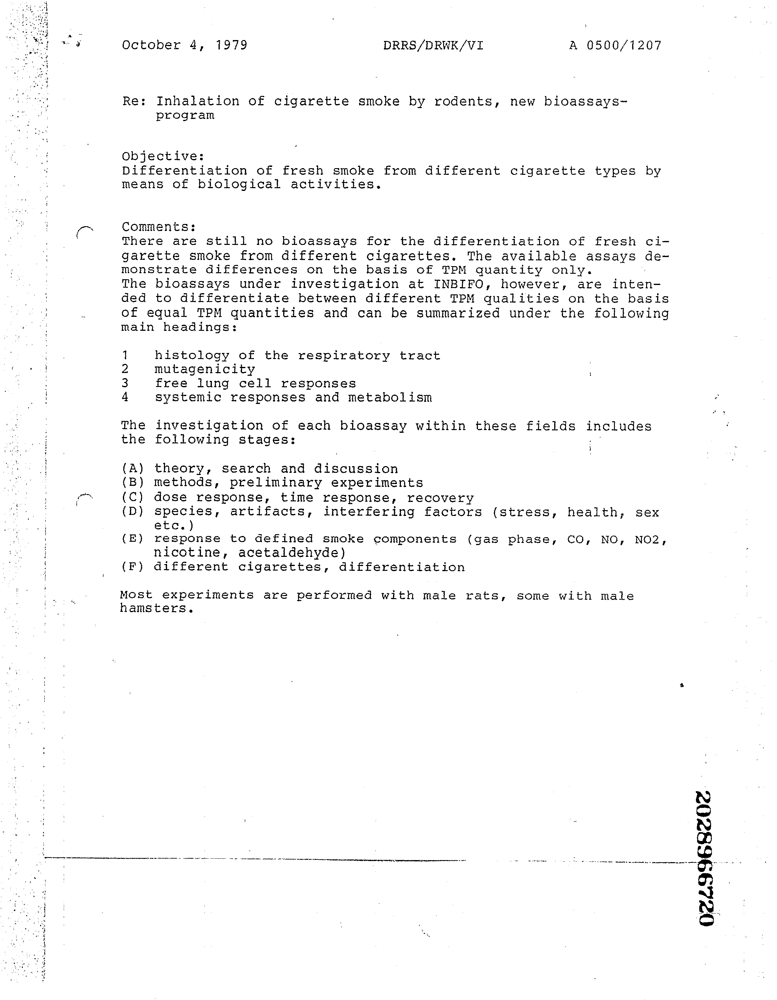 October 4, 1979 DRRS/DRWK/VI A 0500/1207
Re: Inhalation of cigarette smoke by rodents, new bioassays-
program
Objective:
Differentiation of fresh smoke from different cigarette types by
means of biological activities.
Comments:
There are still no bioassays for the differentiation of fresh ci-
garette smoke from different cigarettes. The available assays de-
monstrate differences on the basis of TPM quantity only.
The bioassays under investigation at INBIFO, however, are inten-
ded to differentiate between different TPM qualities on the basis
of equal TPM quantities and can be summarized under the following
main headings:
1 histology of the respiratory tract
2 mutagenicity
3 free lung cell responses
4 systemic responses and metabolism
The investigation of each bioassay within these fields includes
the following stages:
(A) theory, search and discussion
(B) methods, preliminary experiments
(C) dose response, time response, recovery
(D) species, artifacts, interfering factors (stress, health, sex
etc.)
(E) response to defined smoke components (gas phase, CO, NO, NO2,
nicotine, acetaldehyde)
(F) different cigarettes, differentiation
Most experiments are performed with male rats, some with male
hamsters.
2028966720